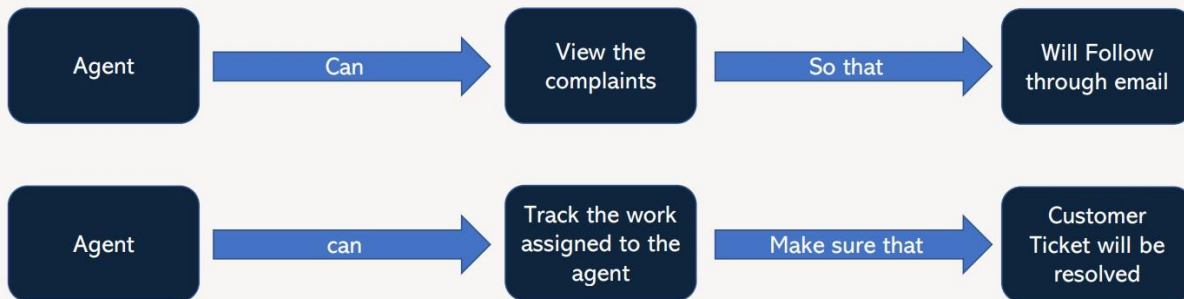 Agent
Can
View the
complaints
So that
Will Follow
through email
Agent
can
Track the work
assigned to the
agent
Make sure that
Customer
Ticket will be
resolved